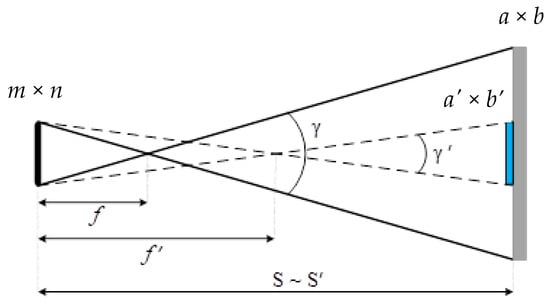 a × b
m × n
a′ × b′
γ
γ′
f
f′
S ~ S′